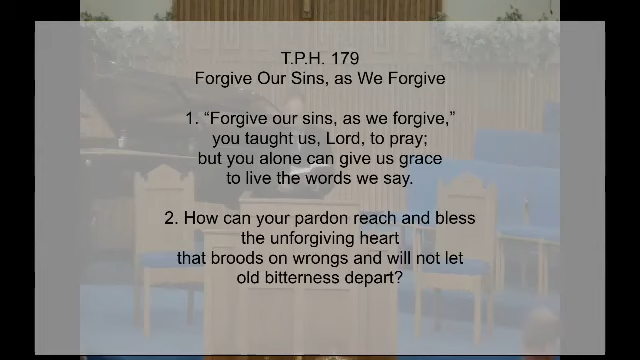 T.P.H. 179
Forgive Our Sins, as We Forgive
1. “Forgive our sins, as we forgive,”
you taught us, Lord, to pray;
but you alone can give us grace
to live the words we say.
2. How can your pardon reach and bless
the unforgiving heart
that broods on wrongs and will not let
old bitterness depart?